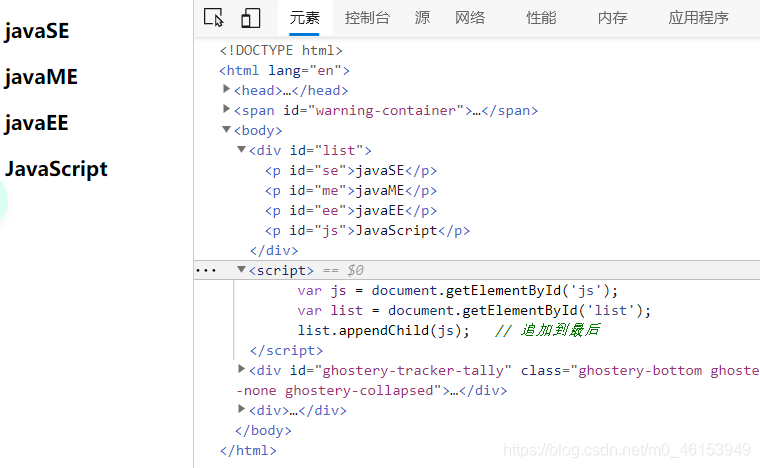 javaSE
javaME
javaEE
JavaScript
元素 控制台 源 网络 性能 内存 应用程序
<!DOCTYPE html>
<html lang="en">
<head>…</head>
<span id="warning-container">…</span>
<body>
<div id="list">
<p id="se">javaSE</p>
<p id="me">javaME</p>
<p id="ee">javaEE</p>
<p id="js">JavaScript</p>
</div>
<script> == $0
var js = document.getElementById('js');
var list = document.getElementById('list');
list.appendChild(js); // 追加到最后
</script>
<div id="ghostery-tracker-tally" class="ghostery-bottom ghoste
-none ghostery-collapsed">…</div>
<div>…</div>
</body>
</html>
https://blog.csdn.net/m0_46153949